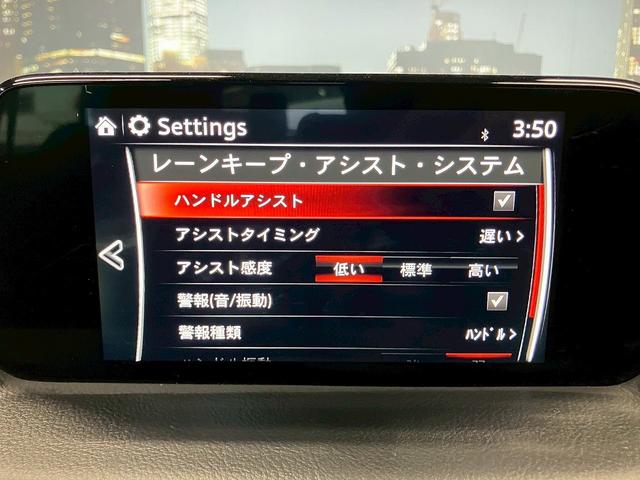 Settings 3:50
レーンキープ・アシスト・システム
ハンドルアシスト
アシストタイミング 遅い
アシスト感度 低い 標準 高い
警報(音/振動)
警報種類 ﾊﾝﾄﾞﾙ